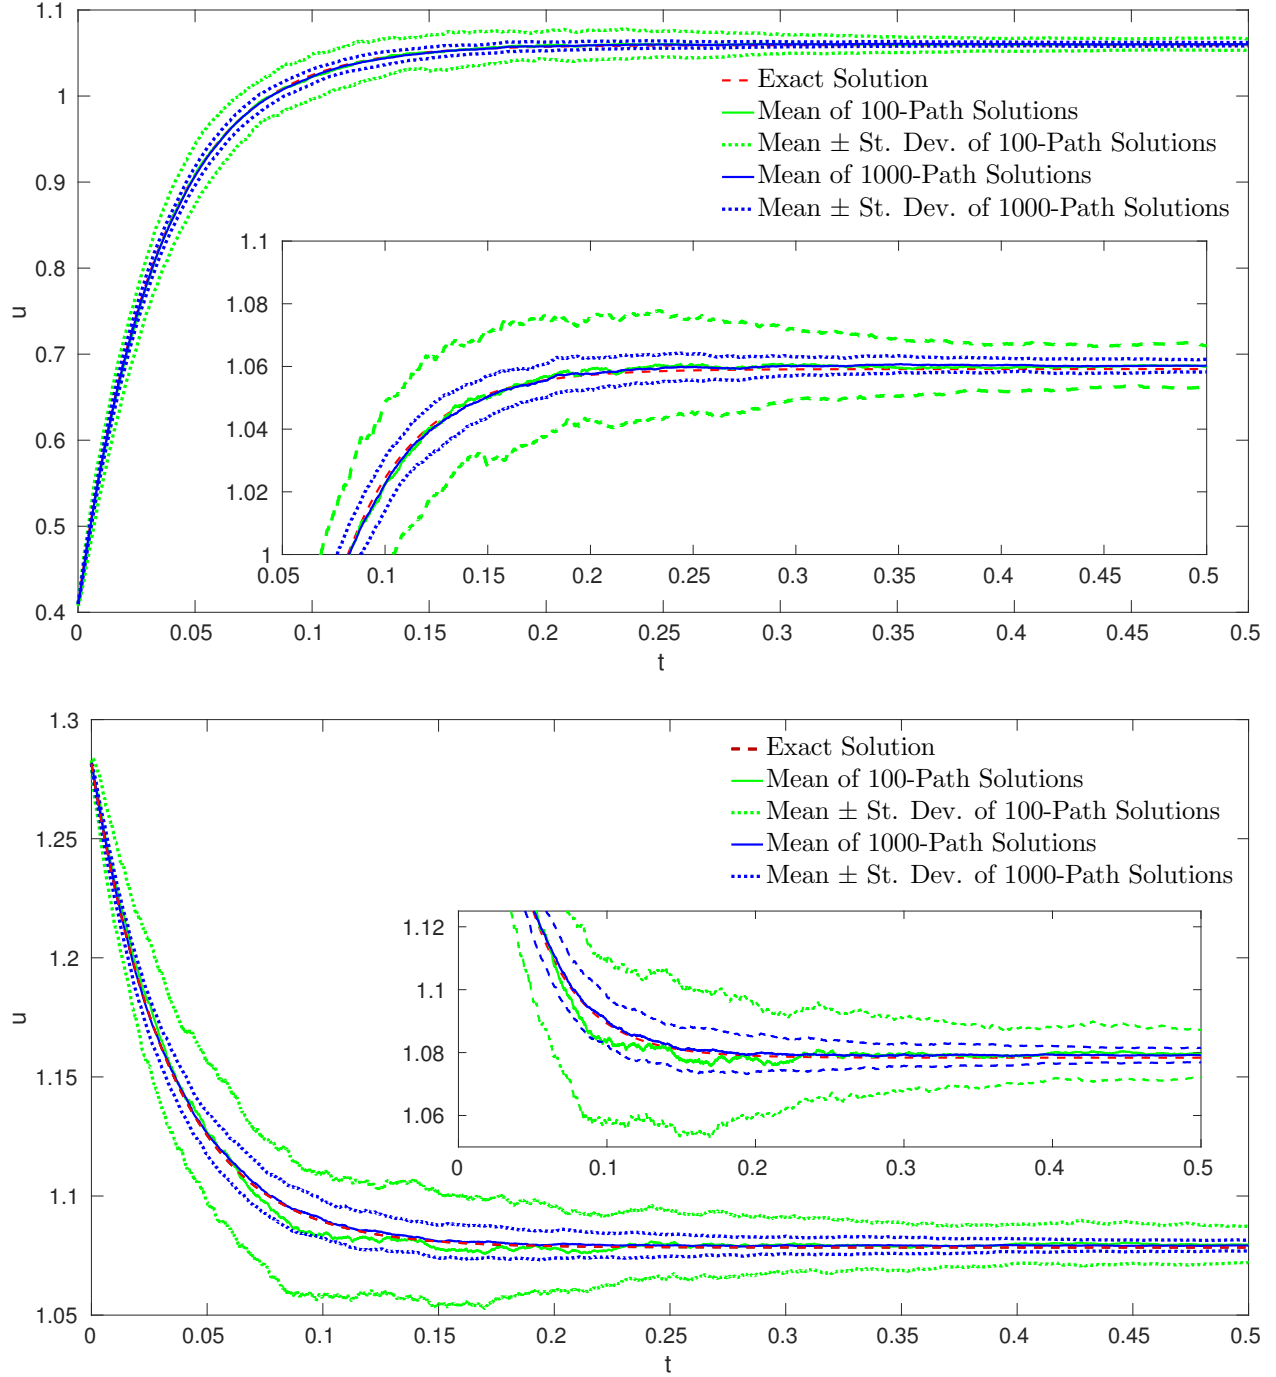 1.1
1
0.9
0.8
0.7
0.6
0.5
0.4
u
Exact Solution
Mean of 100-Path Solutions
Mean ± St. Dev. of 100-Path Solutions
Mean of 1000-Path Solutions
Mean ± St. Dev. of 1000-Path Solutions
1.1
1.08
1.06
1.04
1.02
1
0.05 0.1 0.15 0.2 0.25 0.3 0.35 0.4 0.45 0.5
0 0.05 0.1 0.15 0.2 0.25 0.3 0.35 0.4 0.45 0.5
t
1.3
1.25
1.2
1.15
1.1
1.05
u
Exact Solution
Mean of 100-Path Solutions
Mean ± St. Dev. of 100-Path Solutions
Mean of 1000-Path Solutions
Mean ± St. Dev. of 1000-Path Solutions
1.12
1.1
1.08
1.06
0 0.1 0.2 0.3 0.4 0.5
0 0.05 0.1 0.15 0.2 0.25 0.3 0.35 0.4 0.45 0.5
t